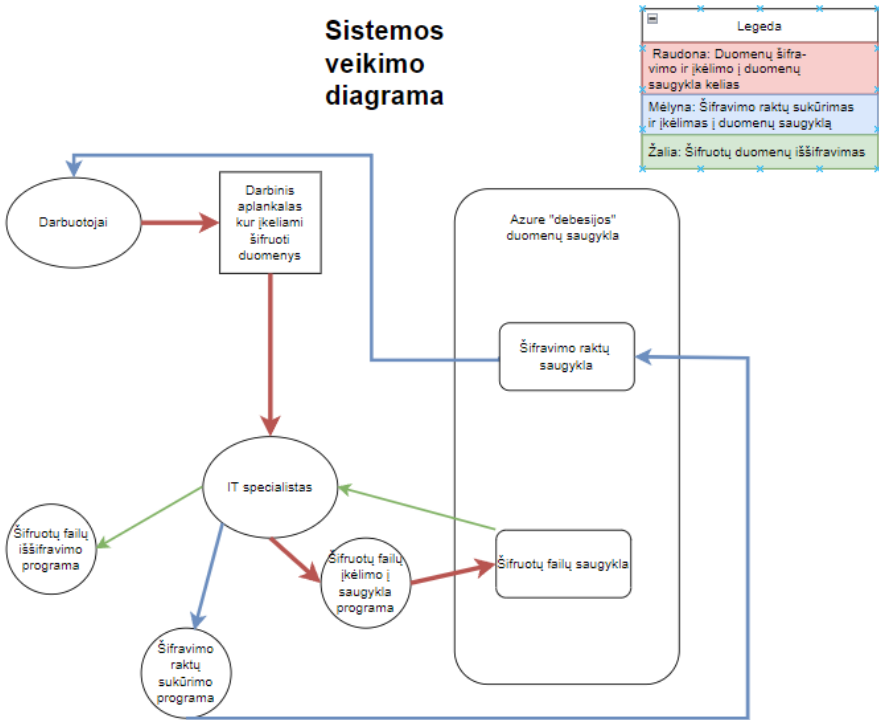 Sistemos
veikimo
diagrama
Legeda
Raudona: Duomenų šifra-
vimo ir įkėlimo į duomenų
saugykla kelias
Mėlyna: Šifravimo raktų sukūrimas
ir įkėlimas į duomenų saugyklą
Žalia: Šifruotų duomenų iššifravimas
Darbuotojai
Darbinis
aplankalas
kur įkeliami
šifruoti
duomenys
Azure "debesijos"
duomenų saugykla
Šifravimo raktų
saugykla
IT specialistas
Šifruotų failų
iššifravimo
programa
Šifruotų failų
įkėlimo į
saugykla
programa
Šifruotų failų saugykla
Šifravimo
raktų
sukūrimo
programa